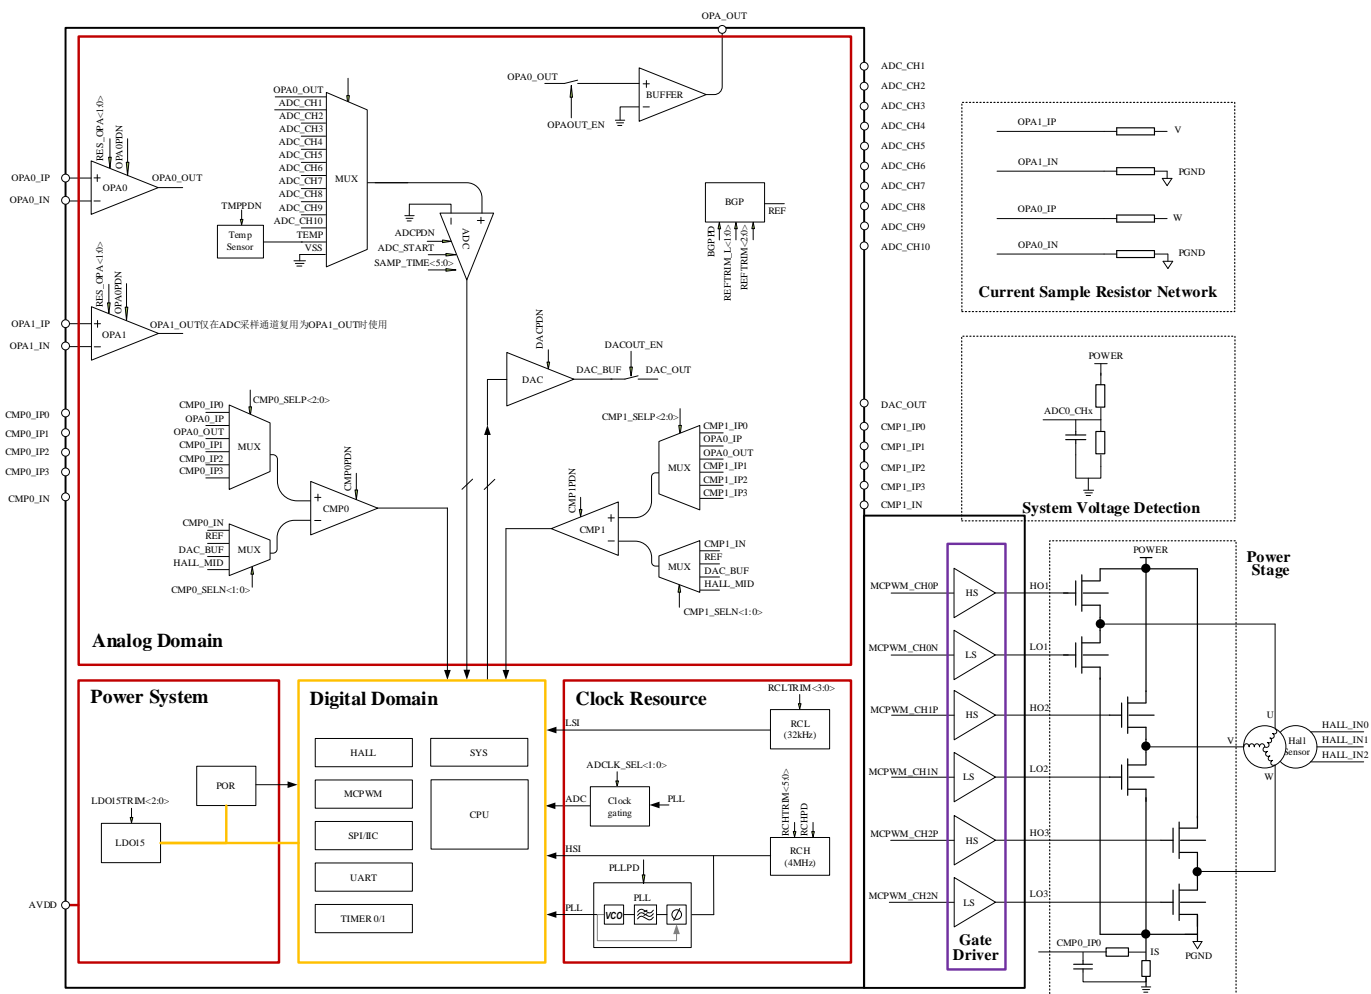 OPA_OUT
OPA0_OUT
BUFFER
OPAOUT_EN
OPA0_OUT
ADC_CH1
ADC_CH2
ADC_CH3
ADC_CH4
ADC_CH5
ADC_CH6
ADC_CH7
ADC_CH8
ADC_CH9
ADC_CH10
TEMP
VSS
MUX
TMPPDN
Temp
Sensor
ADC
ADCPDN
ADC_START
SAMP_TIME<5:0>
RES_OPA<1:0>
OPA0PDN
OPA0_IP
OPA0_IN
OPA0
OPA0_OUT
RES_OPA<1:0>
OPA0PDN
OPA1_IP
OPA1_IN
OPA1
OPA1_OUT仅在ADC采样通道复用为OPA1_OUT时使用
BGP
REF
BGPPD
REFTRIM_L<1:0>
REFTRIM<2:0>
DACPDN
DAC
DAC_BUF
DACOUT_EN
DAC_OUT
CMP0_IP0
CMP0_IP1
CMP0_IP2
CMP0_IP3
CMP0_IN
CMP0_SELP<2:0>
CMP0_IP0
OPA0_IP
OPA0_OUT
CMP0_IP1
CMP0_IP2
CMP0_IP3
MUX
CMP0PDN
CMP0
CMP0_IN
REF
DAC_BUF
HALL_MID
MUX
CMP0_SELN<1:0>
CMP1_SELP<2:0>
CMP1_IP0
OPA0_IP
OPA0_OUT
CMP1_IP1
CMP1_IP2
CMP1_IP3
MUX
CMP1PDN
CMP1
CMP1_IN
REF
DAC_BUF
HALL_MID
MUX
CMP1_SELN<1:0>
Analog Domain
ADC_CH1
ADC_CH2
ADC_CH3
ADC_CH4
ADC_CH5
ADC_CH6
ADC_CH7
ADC_CH8
ADC_CH9
ADC_CH10
DAC_OUT
CMP1_IP0
CMP1_IP1
CMP1_IP2
CMP1_IP3
CMP1_IN
OPA1_IP
V
OPA1_IN
PGND
OPA0_IP
W
OPA0_IN
PGND
Current Sample Resistor Network
POWER
ADC0_CHx
System Voltage Detection
Power System
POR
LDO15TRIM<2:0>
LDO15
AVDD
Digital Domain
HALL
MCPWM
SPI/IIC
UART
TIMER 0/1
SYS
CPU
Clock Resource
RCLTRIM<3:0>
LSI
RCL
(32kHz)
ADCLK_SEL<1:0>
ADC
Clock
gating
PLL
RCHTRIM<5:0>
RCHPD
HSI
RCH
(4MHz)
PLLPD
PLL
PLL
VCO
Ø
MCPWM_CH0P
HS
HO1
MCPWM_CH0N
LS
LO1
MCPWM_CH1P
HS
HO2
MCPWM_CH1N
LS
LO2
MCPWM_CH2P
HS
HO3
MCPWM_CH2N
LS
LO3
Gate
Driver
POWER
Power
Stage
U
V
W
Hall
Sensor
HALL_IN0
HALL_IN1
HALL_IN2
CMP0_IP0
IS
PGND